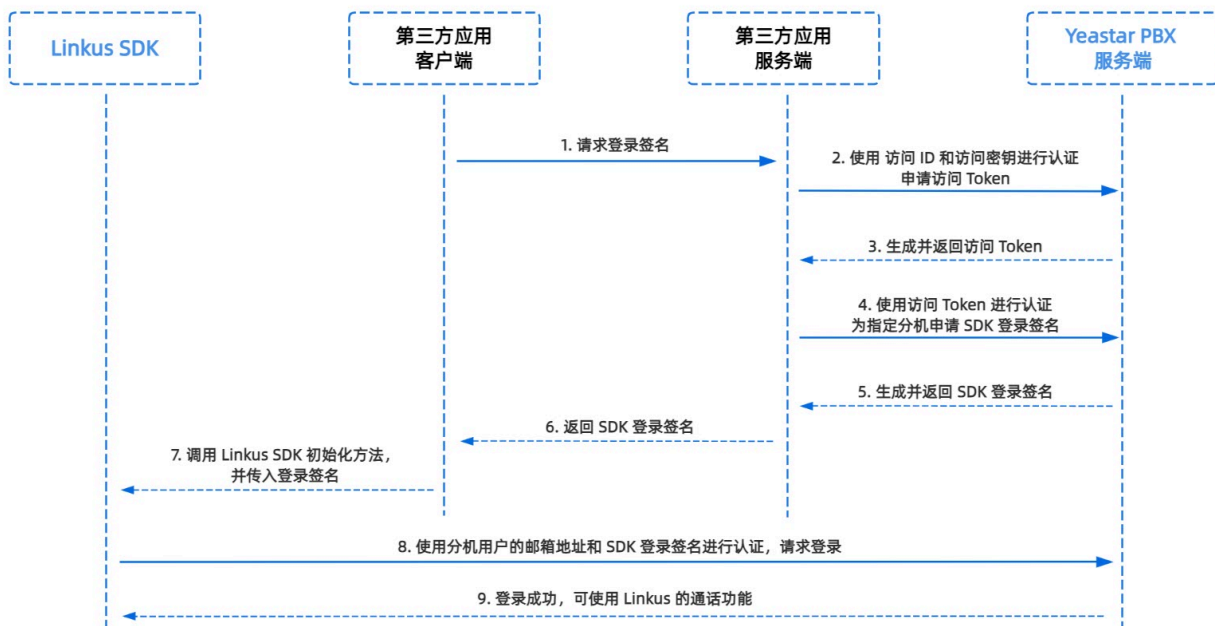 Linkus SDK
第三方应用
客户端
第三方应用
服务端
Yeastar PBX
服务端
1. 请求登录签名
2. 使用 访问 ID 和访问密钥进行认证
申请访问 Token
3. 生成并返回访问 Token
4. 使用访问 Token 进行认证
为指定分机申请 SDK 登录签名
5. 生成并返回 SDK 登录签名
6. 返回 SDK 登录签名
7. 调用 Linkus SDK 初始化方法，
并传入登录签名
8. 使用分机用户的邮箱地址和 SDK 登录签名进行认证，请求登录
9. 登录成功，可使用 Linkus 的通话功能